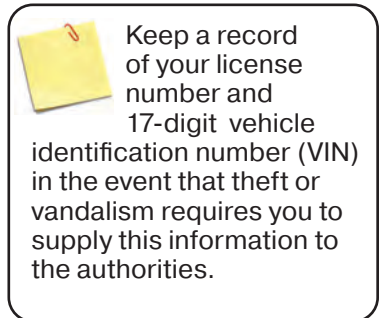 Keep a record
of your license
number and
17-digit vehicle
identification number (VIN)
in the event that theft or
vandalism requires you to
supply this information to
the authorities.